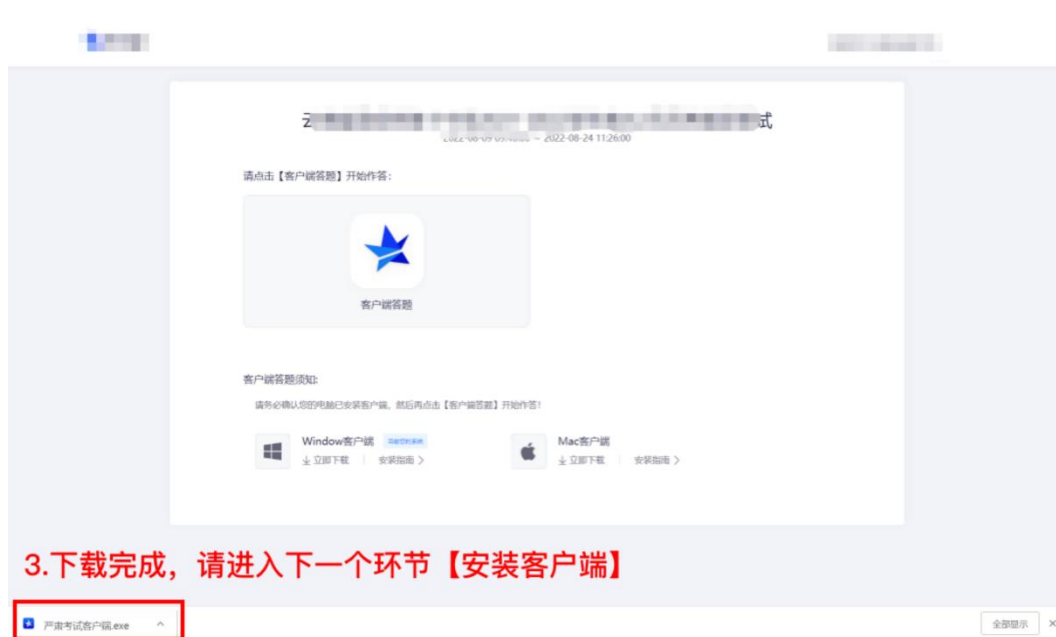 云
试
2022-08-24 11:26:00
请点击【客户端答题】开始作答:
客户端答题
客户端答题须知:
请务必确认您的电脑已安装客户端,然后再点击【客户端答题】开始作答!
Window客户端
立即下载 安装指南
Mac客户端
立即下载 安装指南
3.下载完成,请进入下一个环节【安装客户端】
严肃考试客户端.exe
全部显示